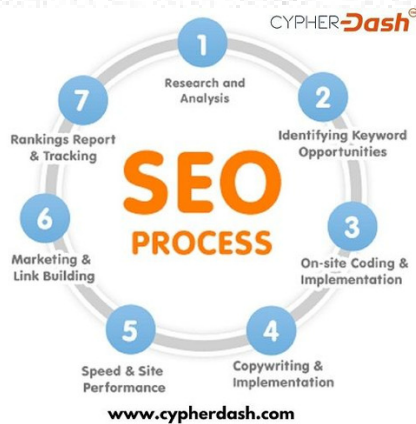 CYPHER-Dash
1
Research and
Analysis
2
Identifying Keyword
Opportunities
3
On-site Coding &
Implementation
4
Copywriting &
Implementation
5
Speed & Site
Performance
6
Marketing &
Link Building
7
Rankings Report
& Tracking
SEO
PROCESS
www.cypherdash.com